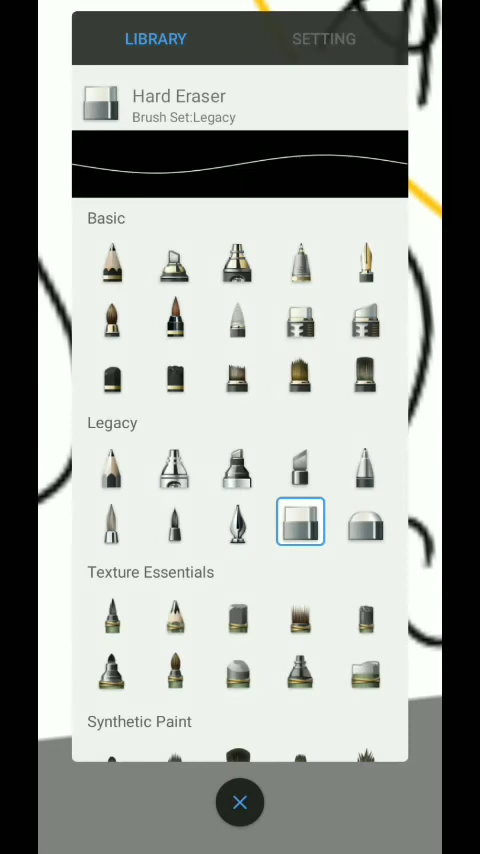 LIBRARY
SETTING
Hard Eraser
Brush Set:Legacy
Basic
Legacy
Texture Essentials
Synthetic Paint